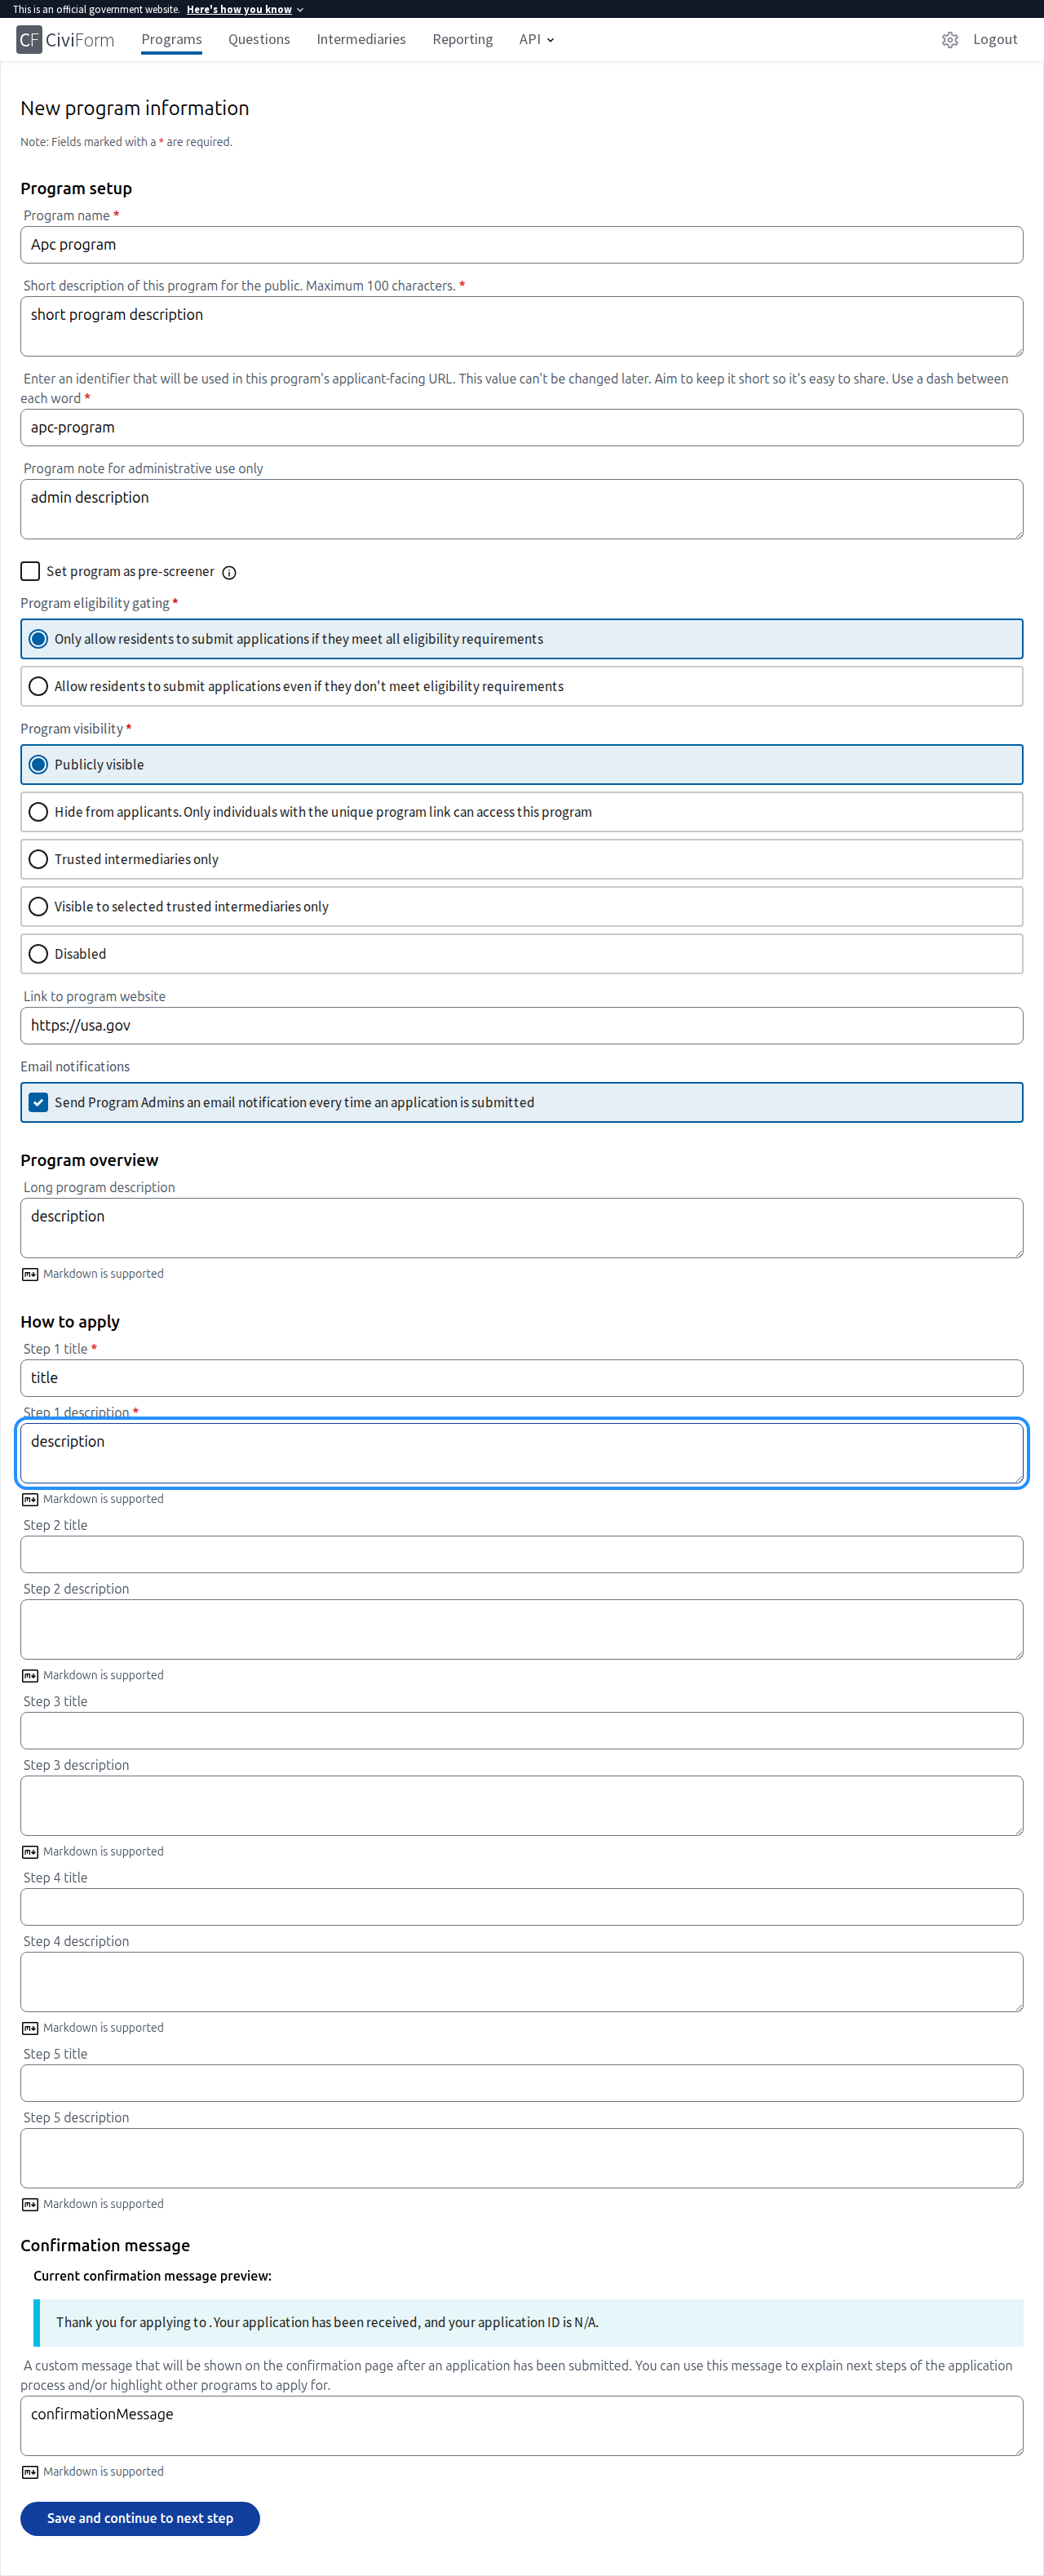 This is an official government website. Here's how you know
CF CiviForm Programs Questions Intermediaries Reporting API Logout
New program information
Note: Fields marked with a * are required.
Program setup
Program name *
Apc program
Short description of this program for the public. Maximum 100 characters. *
short program description
Enter an identifier that will be used in this program's applicant-facing URL. This value can't be changed later. Aim to keep it short so it's easy to share. Use a dash between
each word *
apc-program
Program note for administrative use only
admin description
Set program as pre-screener
Program eligibility gating *
Only allow residents to submit applications if they meet all eligibility requirements
Allow residents to submit applications even if they don't meet eligibility requirements
Program visibility *
Publicly visible
Hide from applicants. Only individuals with the unique program link can access this program
Trusted intermediaries only
Visible to selected trusted intermediaries only
Disabled
Link to program website
https://usa.gov
Email notifications
Send Program Admins an email notification every time an application is submitted
Program overview
Long program description
description
Markdown is supported
How to apply
Step 1 title *
title
Step 1 description *
description
Markdown is supported
Step 2 title
Step 2 description
Markdown is supported
Step 3 title
Step 3 description
Markdown is supported
Step 4 title
Step 4 description
Markdown is supported
Step 5 title
Step 5 description
Markdown is supported
Confirmation message
Current confirmation message preview:
Thank you for applying to . Your application has been received, and your application ID is N/A.
A custom message that will be shown on the confirmation page after an application has been submitted. You can use this message to explain next steps of the application
process and/or highlight other programs to apply for.
confirmationMessage
Markdown is supported
Save and continue to next step